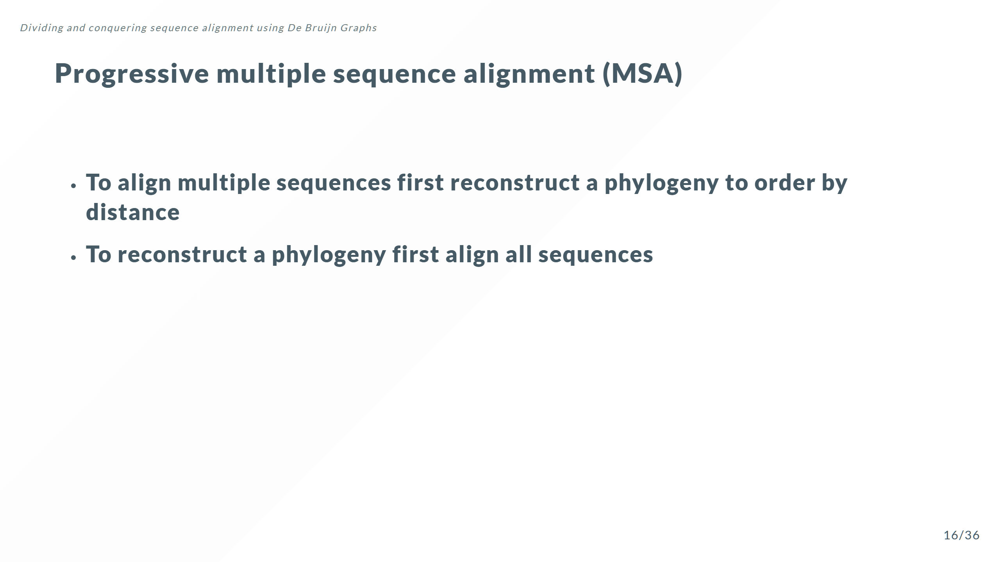 Dividing and conquering sequence alignment using De Bruijn Graphs
Progressive multiple sequence alignment (MSA)
• To align multiple sequences first reconstruct a phylogeny to order by
distance
• To reconstruct a phylogeny first align all sequences
16/36